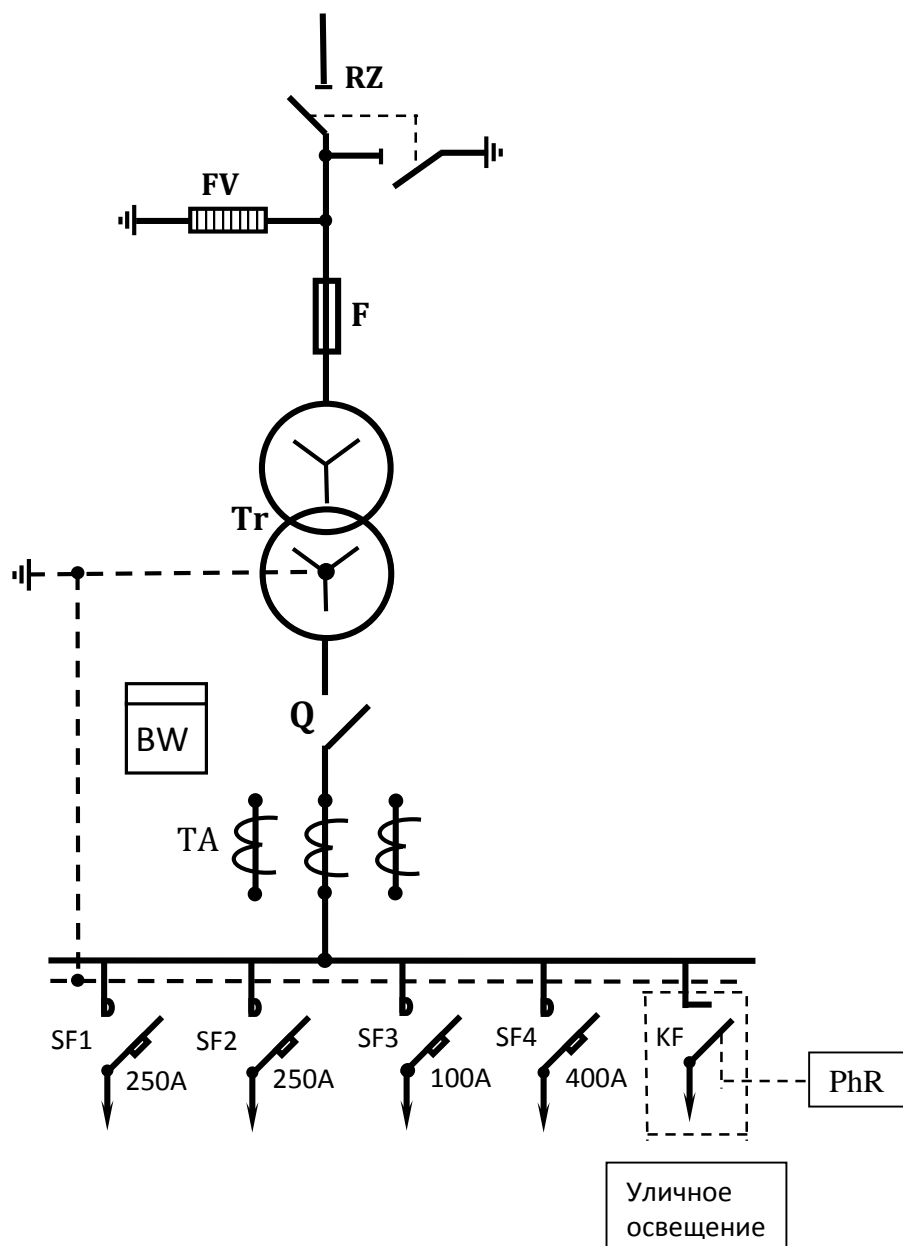 RZ
FV
F
Tr
Q
BW
TA
SF1
SF2
SF3
SF4
KF
250A
250A
100A
400A
PhR
Уличное
освещение